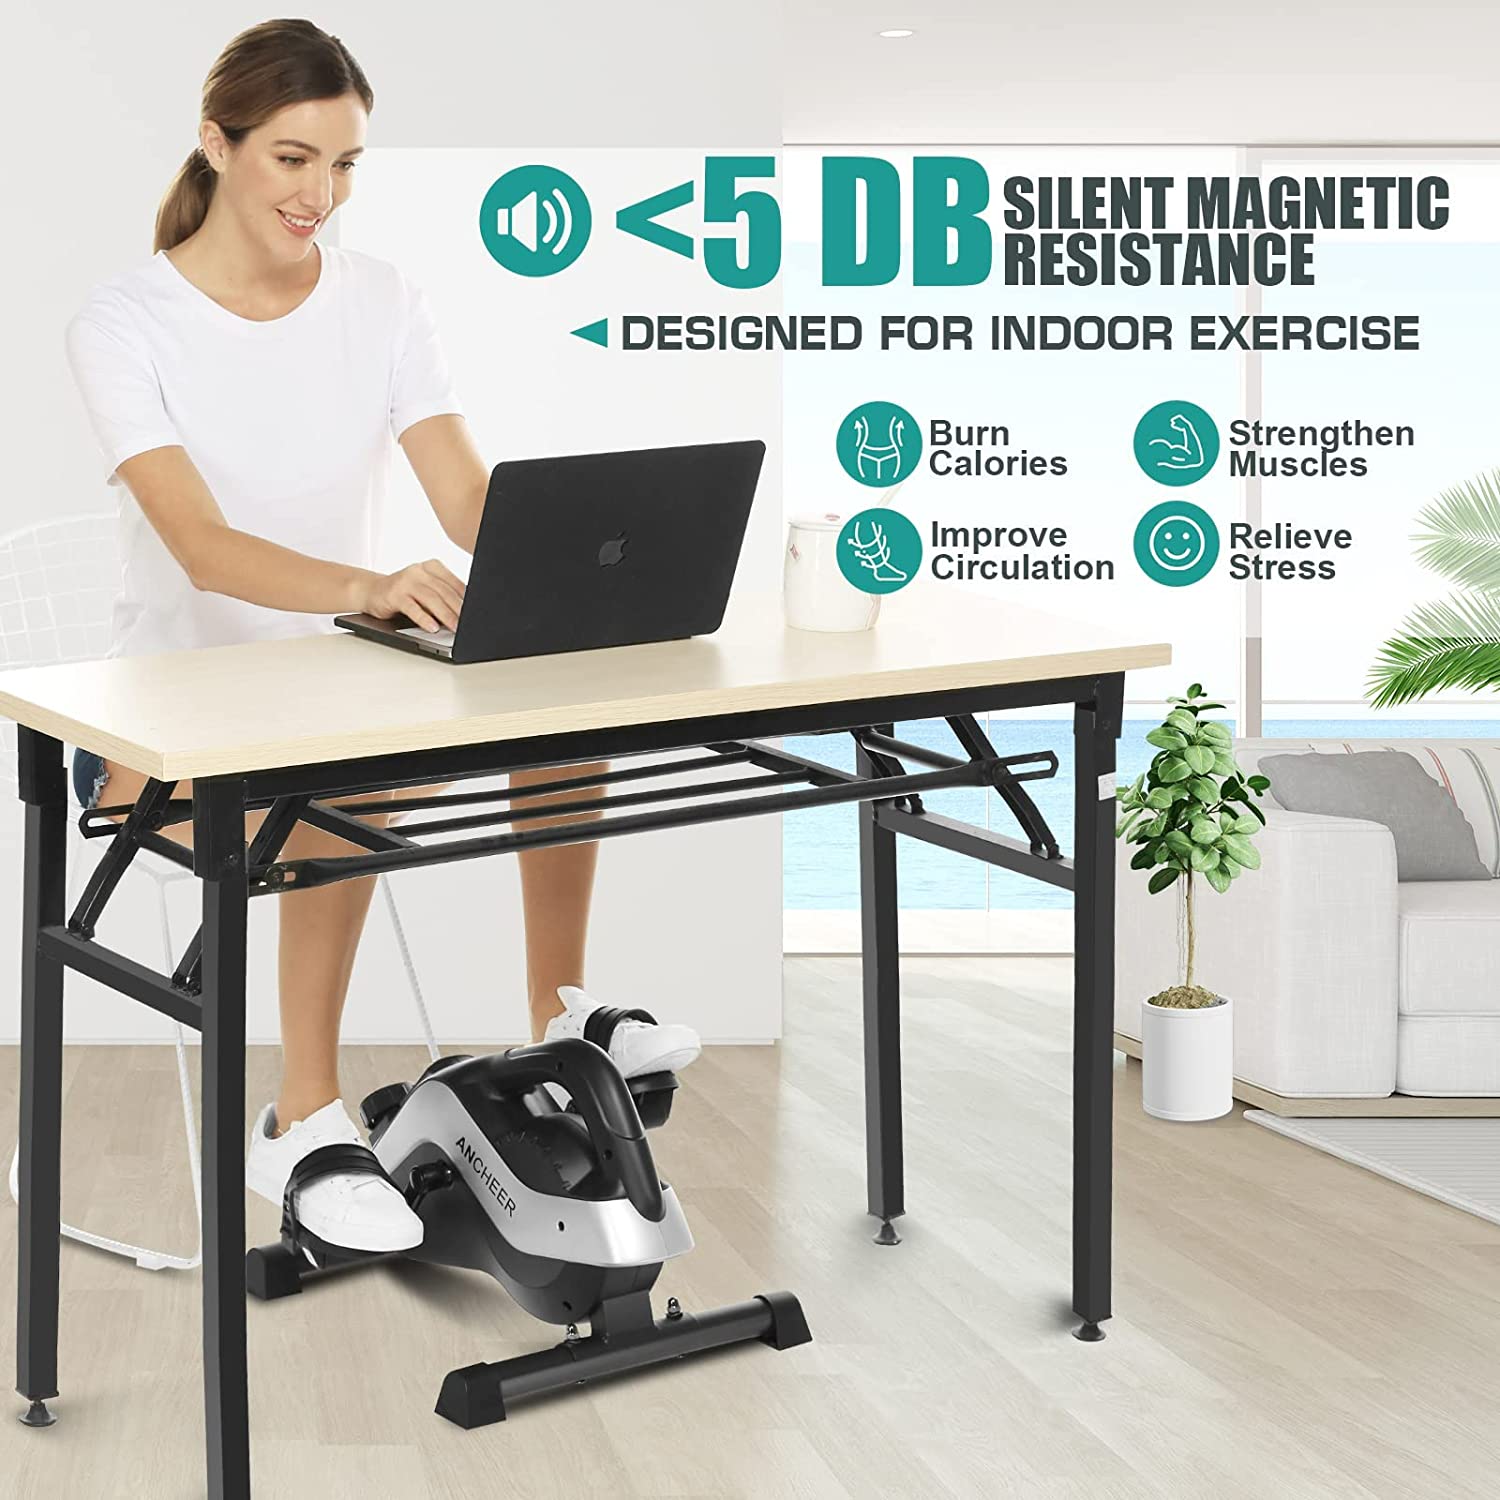 <5 DB SILENT MAGNETIC
RESISTANCE
DESIGNED FOR INDOOR EXERCISE
Burn
Calories
Strengthen
Muscles
Improve
Circulation
Relieve
Stress
ANCHEER